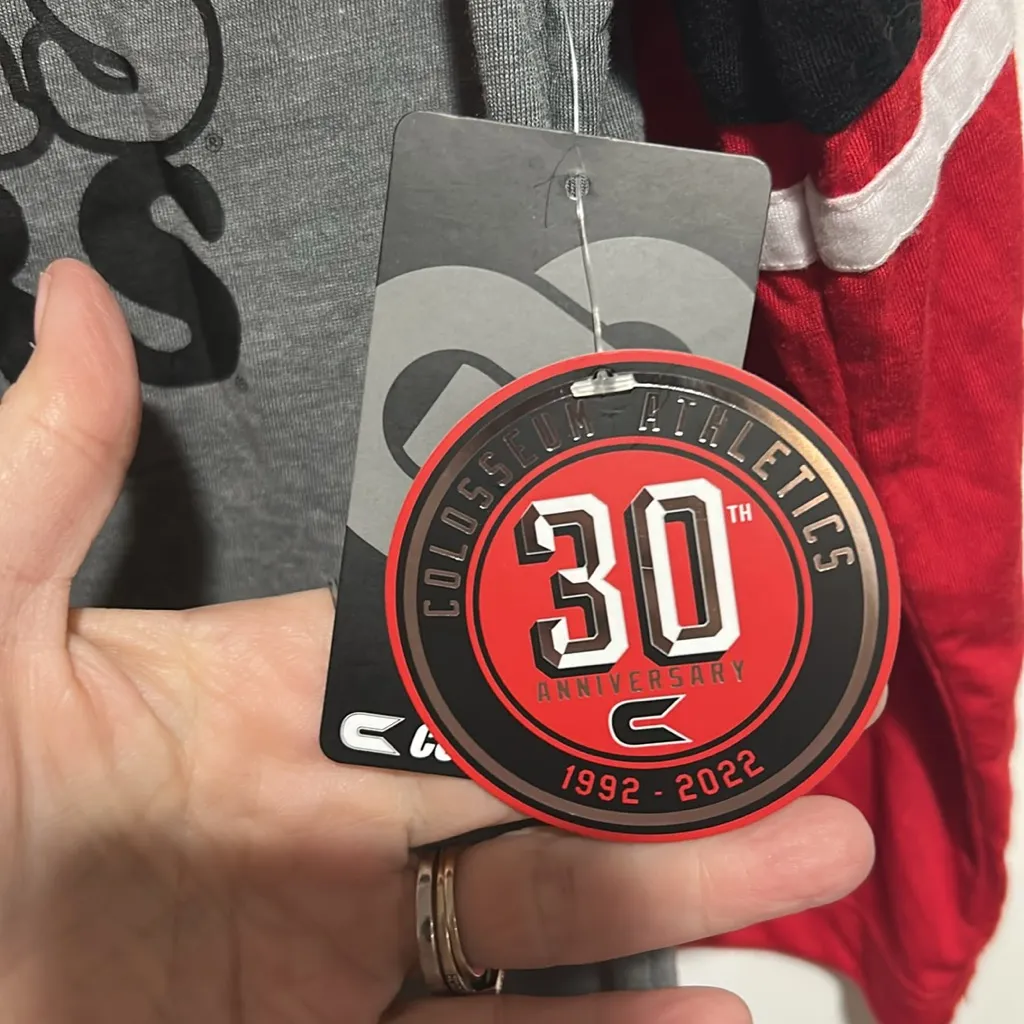 COLOSSEUM ATHLETICS
30TH
ANNIVERSARY
1992 - 2022